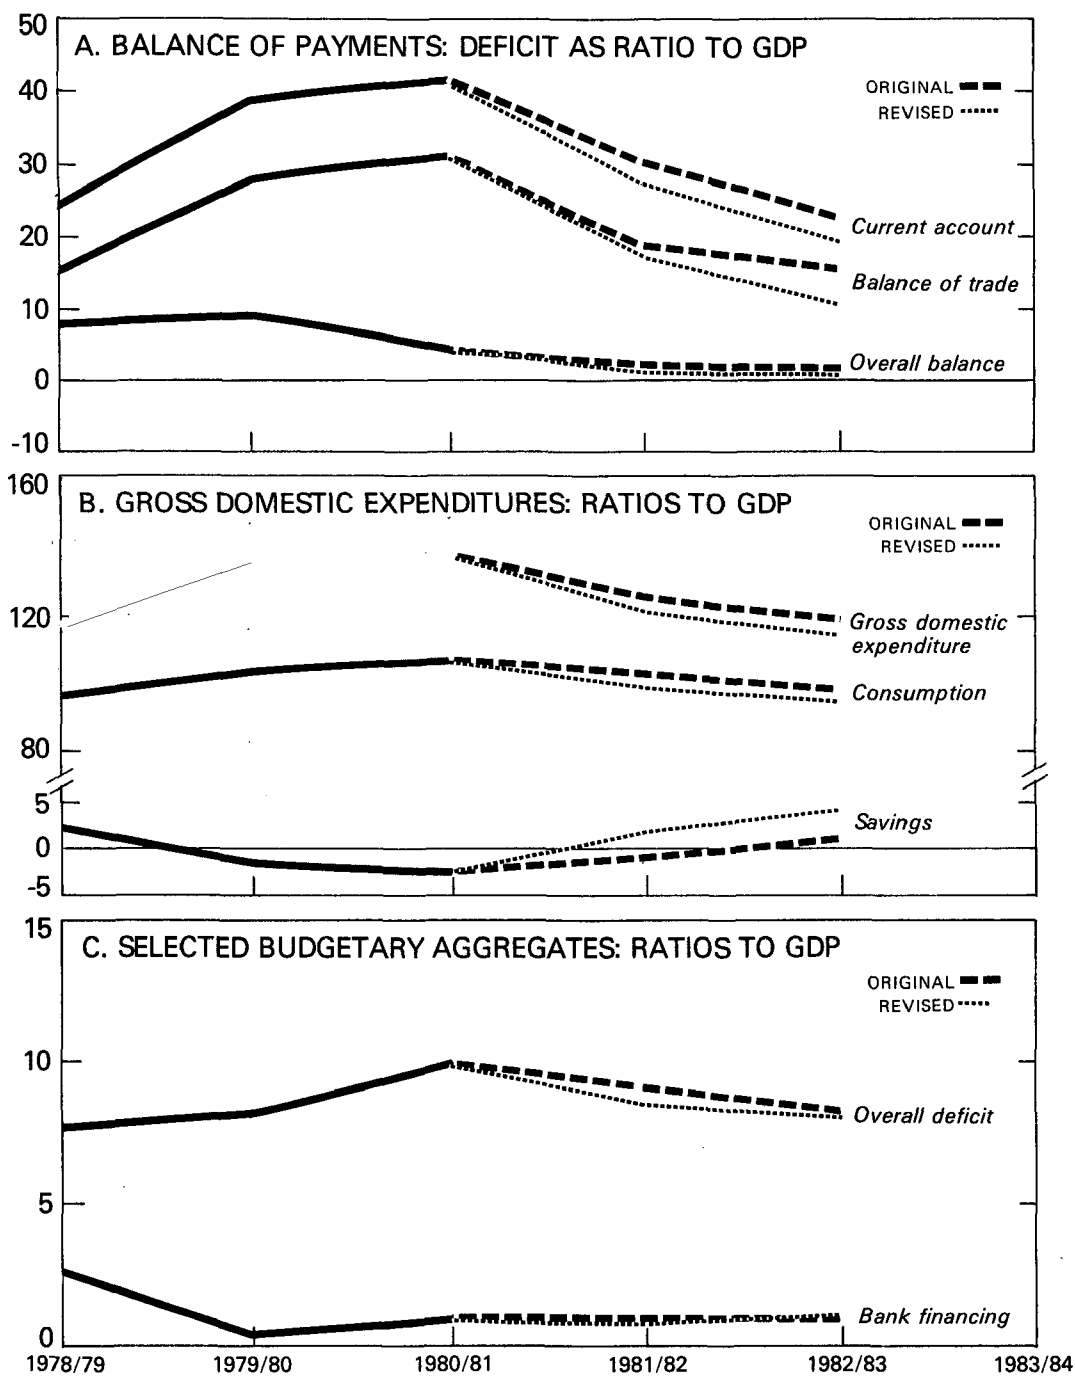 50
A. BALANCE OF PAYMENTS: DEFICIT AS RATIO TO GDP
40
ORIGINAL
REVISED
30
20
Current account
Balance of trade
10
Overall balance
0
-10
160
B. GROSS DOMESTIC EXPENDITURES: RATIOS TO GDP
ORIGINAL
REVISED
120
Gross domestic
expenditure
Consumption
80
5
Savings
0
-5
15
C. SELECTED BUDGETARY AGGREGATES: RATIOS TO GDP
ORIGINAL
REVISED
10
Overall deficit
5
Bank financing
0
1978/79 1979/80 1980/81 1981/82 1982/83 1983/84